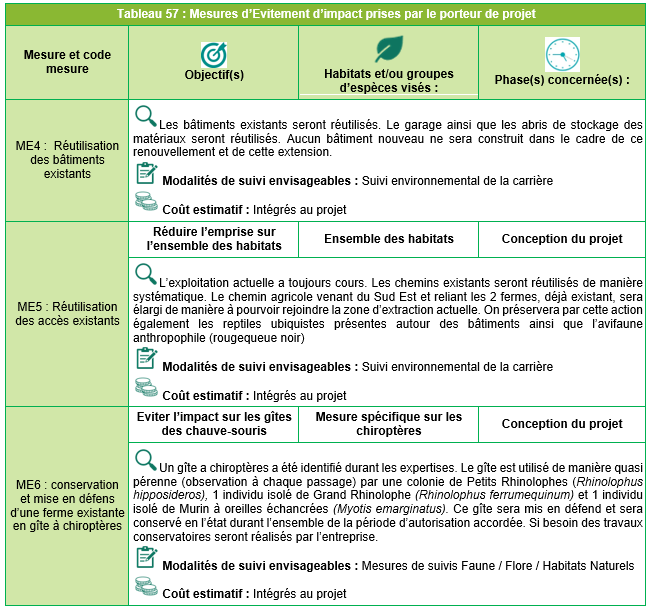 Tableau 57 : Mesures d'Evitement d'impact prises par le porteur de projet
Mesure et code
mesure
Objectif(s)
Habitats et/ou groupes
d'espèces visés :
Phase(s) concernée(s) :
ME4 : Réutilisation
des bâtiments
existants
Les bâtiments existants seront réutilisés. Le garage ainsi que les abris de stockage des
matériaux seront réutilisés. Aucun bâtiment nouveau ne sera construit dans le cadre de ce
renouvellement et de cette extension.
Modalités de suivi envisageables : Suivi environnemental de la carrière
Coût estimatif : Intégrés au projet
ME5 : Réutilisation
des accès existants
Réduire l'emprise sur
l'ensemble des habitats
Ensemble des habitats
Conception du projet
L'exploitation actuelle a toujours cours. Les chemins existants seront réutilisés de manière
systématique. Le chemin agricole venant du Sud Est et reliant les 2 fermes, déjà existant, sera
élargi de manière à pourvoir rejoindre la zone d'extraction actuelle. On préservera par cette action
également les reptiles ubiquistes présentes autour des bâtiments ainsi que l'avifaune
anthropophile (rougequeue noir)
Modalités de suivi envisageables : Suivi environnemental de la carrière
Coût estimatif : Intégrés au projet
ME6 : conservation
et mise en défens
d'une ferme existante
en gîte à chiroptères
Eviter l'impact sur les gîtes
des chauve-souris
Mesure spécifique sur les
chiroptères
Conception du projet
Un gîte a chiroptères a été identifié durant les expertises. Le gîte est utilisé de manière quasi
pérenne (observation à chaque passage) par une colonie de Petits Rhinolophes (Rhinolophus
hipposideros), 1 individu isolé de Grand Rhinolophe (Rhinolophus ferrumequinum) et 1 individu
isolé de Murin à oreilles échancrées (Myotis emarginatus). Ce gîte sera mis en défend et sera
conservé en l'état durant l'ensemble de la période d'autorisation accordée. Si besoin des travaux
conservatoires seront réalisés par l'entreprise.
Modalités de suivi envisageables : Mesures de suivis Faune / Flore / Habitats Naturels
Coût estimatif : Intégrés au projet